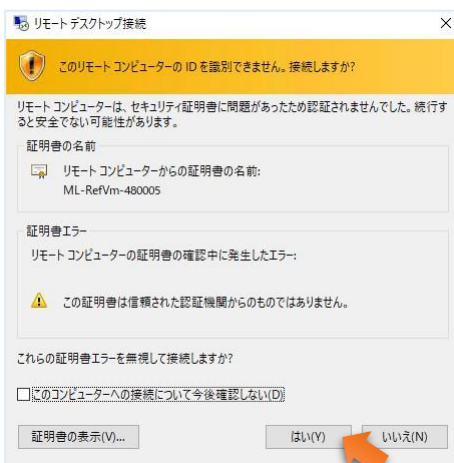 リモート デスクトップ接続
このリモート コンピューターの ID を識別できません。接続しますか?
リモート コンピューターは、セキュリティ証明書に問題があったため認証されませんでした。続行す
ると安全でない可能性があります。
証明書の名前
リモート コンピューターからの証明書の名前:
ML-RefVm-480005
証明書エラー
リモート コンピューターの証明書の確認中に発生したエラー:
この証明書は信頼された認証機関からのものではありません。
これらの証明書エラーを無視して接続しますか?
このコンピューターへの接続について今後確認しない(D)
証明書の表示(V)...
はい(Y)
いいえ(N)